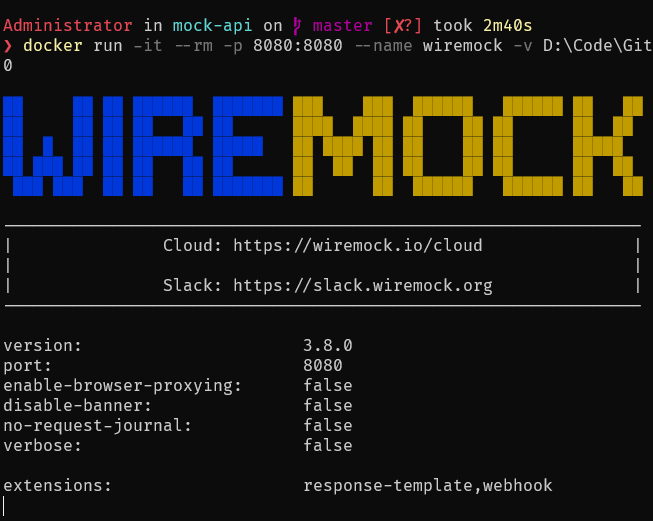 Administrator in mock-api on master [✗?] took 2m40s
❯ docker run -it --rm -p 8080:8080 --name wiremock -v D:\Code\Git
0
WIREMOCK
| Cloud: https://wiremock.io/cloud |
| |
| Slack: https://slack.wiremock.org |
version: 3.8.0
port: 8080
enable-browser-proxying: false
disable-banner: false
no-request-journal: false
verbose: false
extensions: response-template,webhook